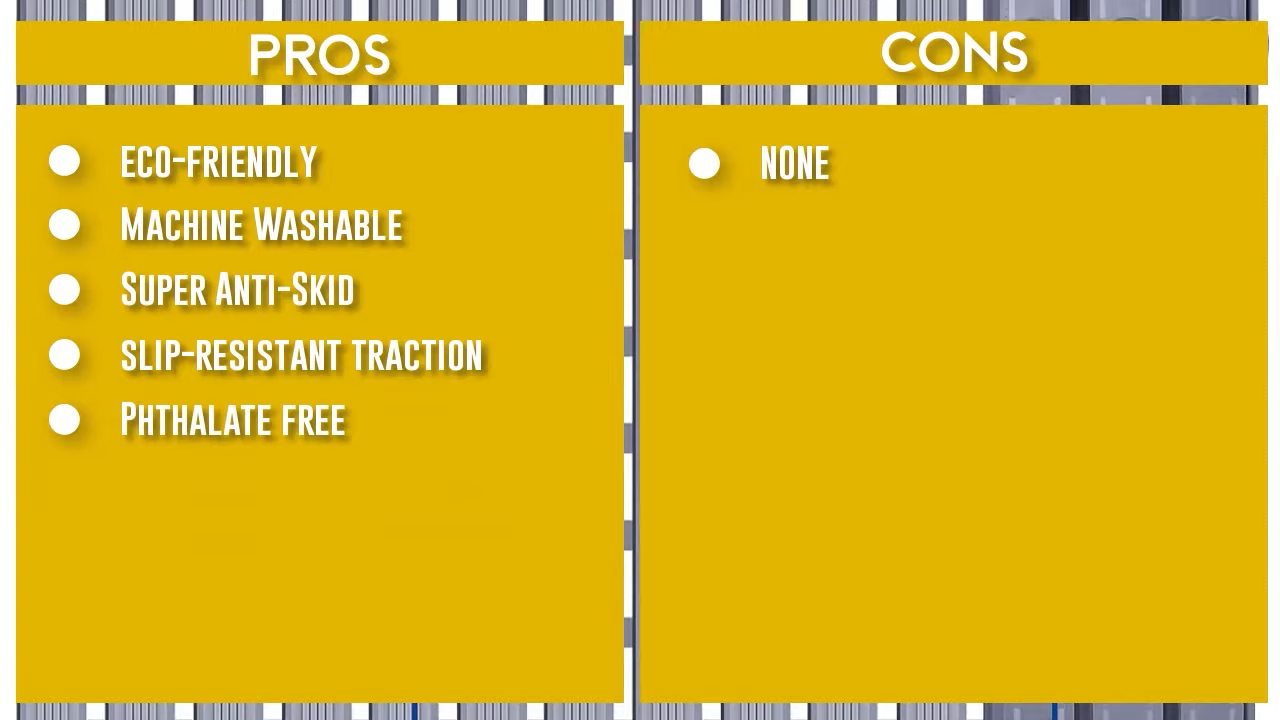 PROS
ECO-FRIENDLY
MACHINE WASHABLE
SUPER ANTI-SKID
SLIP-RESISTANT TRACTION
PHTHALATE FREE
CONS
NONE